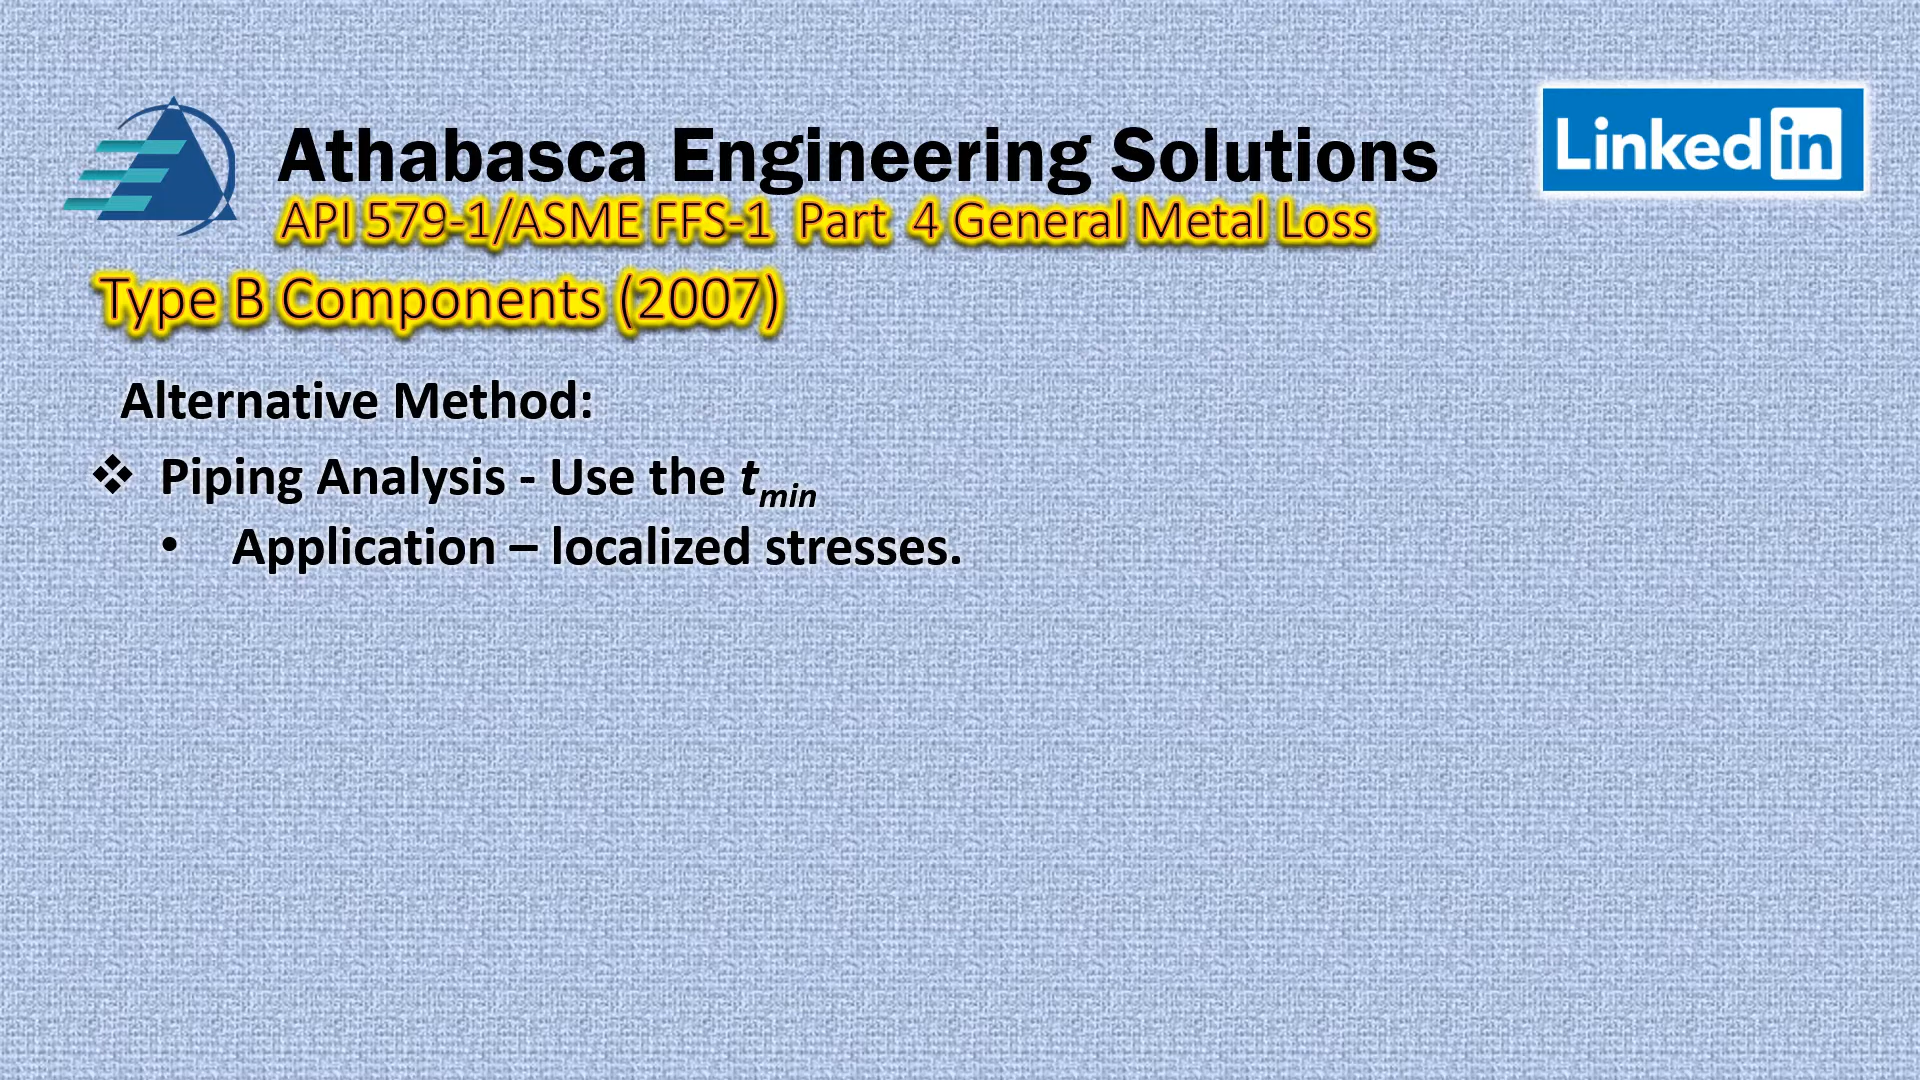 Athabasca Engineering Solutions
Linkedin
API 579-1/ASME FFS-1 Part 4 General Metal Loss
Type B Components (2007)
Alternative Method:
❖ Piping Analysis - Use the tmin
• Application – localized stresses.